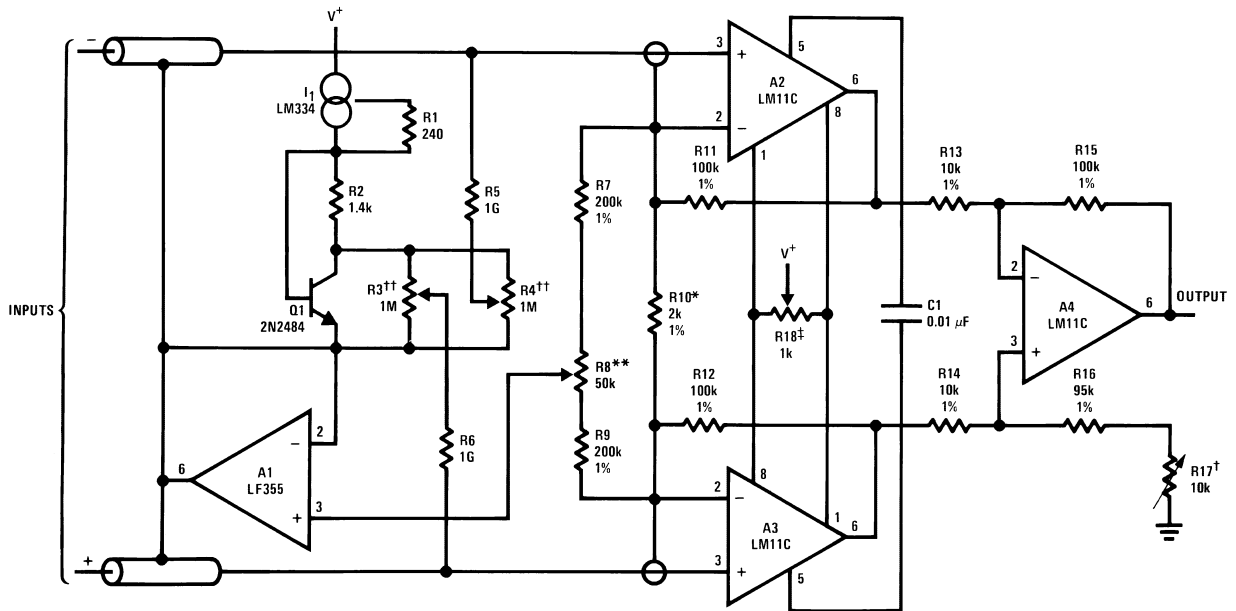 V+
INPUTS
−
I1
LM334
R1
240
R2
1.4k
Q1
2N2484
R3††
1M
R4††
1M
R5
1G
R6
1G
6
A1
LF355
2
−
3
+
+
R7
200k
1%
R8**
50k
R9
200k
1%
R10*
2k
1%
R11
100k
1%
R12
100k
1%
3
+
2
−
A2
LM11C
5
6
8
1
V+
R18‡
1k
C1
0.01 µF
8
2
−
3
+
A3
LM11C
1
6
5
R13
10k
1%
R15
100k
1%
2
−
3
+
A4
LM11C
6
OUTPUT
R14
10k
1%
R16
95k
1%
R17†
10k